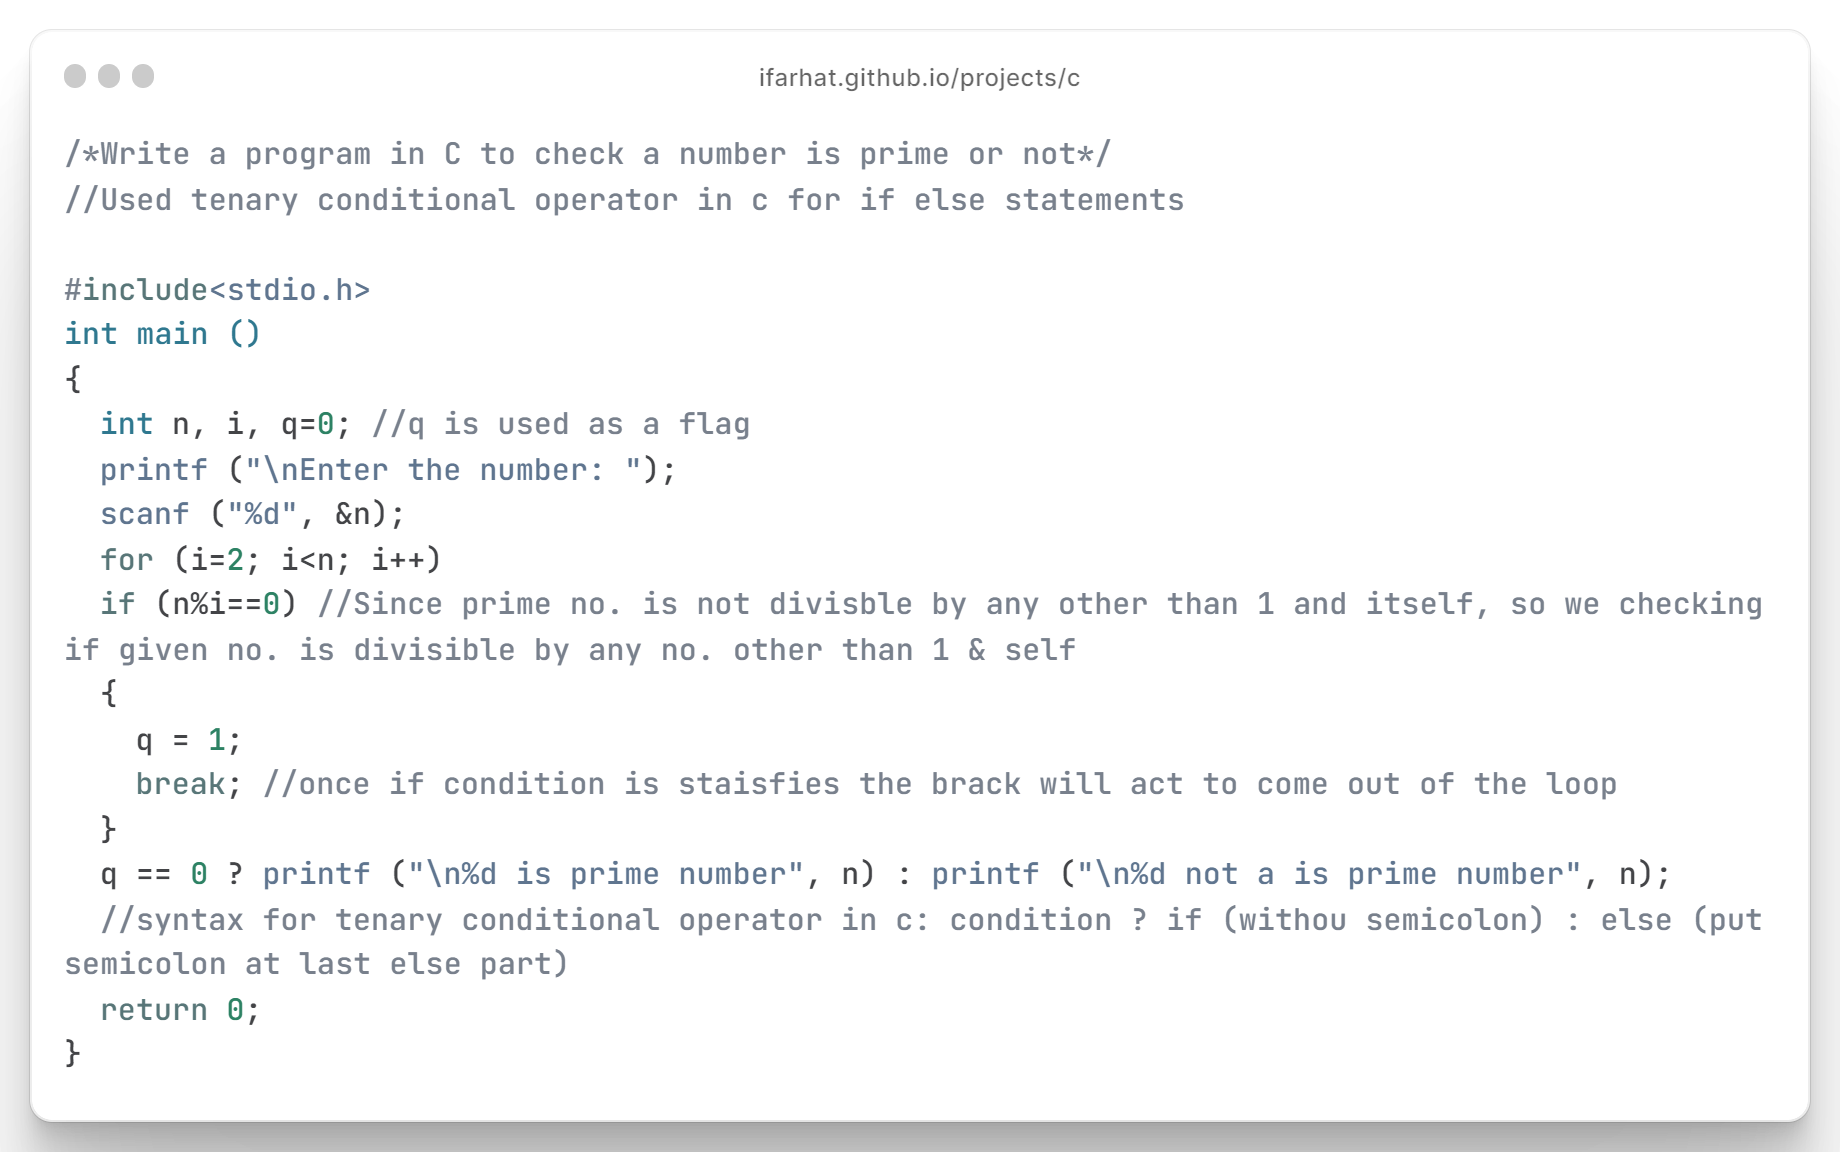 ifarhat.github.io/projects/c
/*Write a program in C to check a number is prime or not*/
//Used tenary conditional operator in c for if else statements

#include<stdio.h>
int main ()
{
  int n, i, q=0; //q is used as a flag
  printf ("\nEnter the number: ");
  scanf ("%d", &n);
  for (i=2; i<n; i++)
  if (n%i==0) //Since prime no. is not divisble by any other than 1 and itself, so we checking
if given no. is divisible by any no. other than 1 & self
  {
    q = 1;
    break; //once if condition is staisfies the brack will act to come out of the loop
  }
  q == 0 ? printf ("\n%d is prime number", n) : printf ("\n%d not a is prime number", n);
  //syntax for tenary conditional operator in c: condition ? if (withou semicolon) : else (put
semicolon at last else part)
  return 0;
}